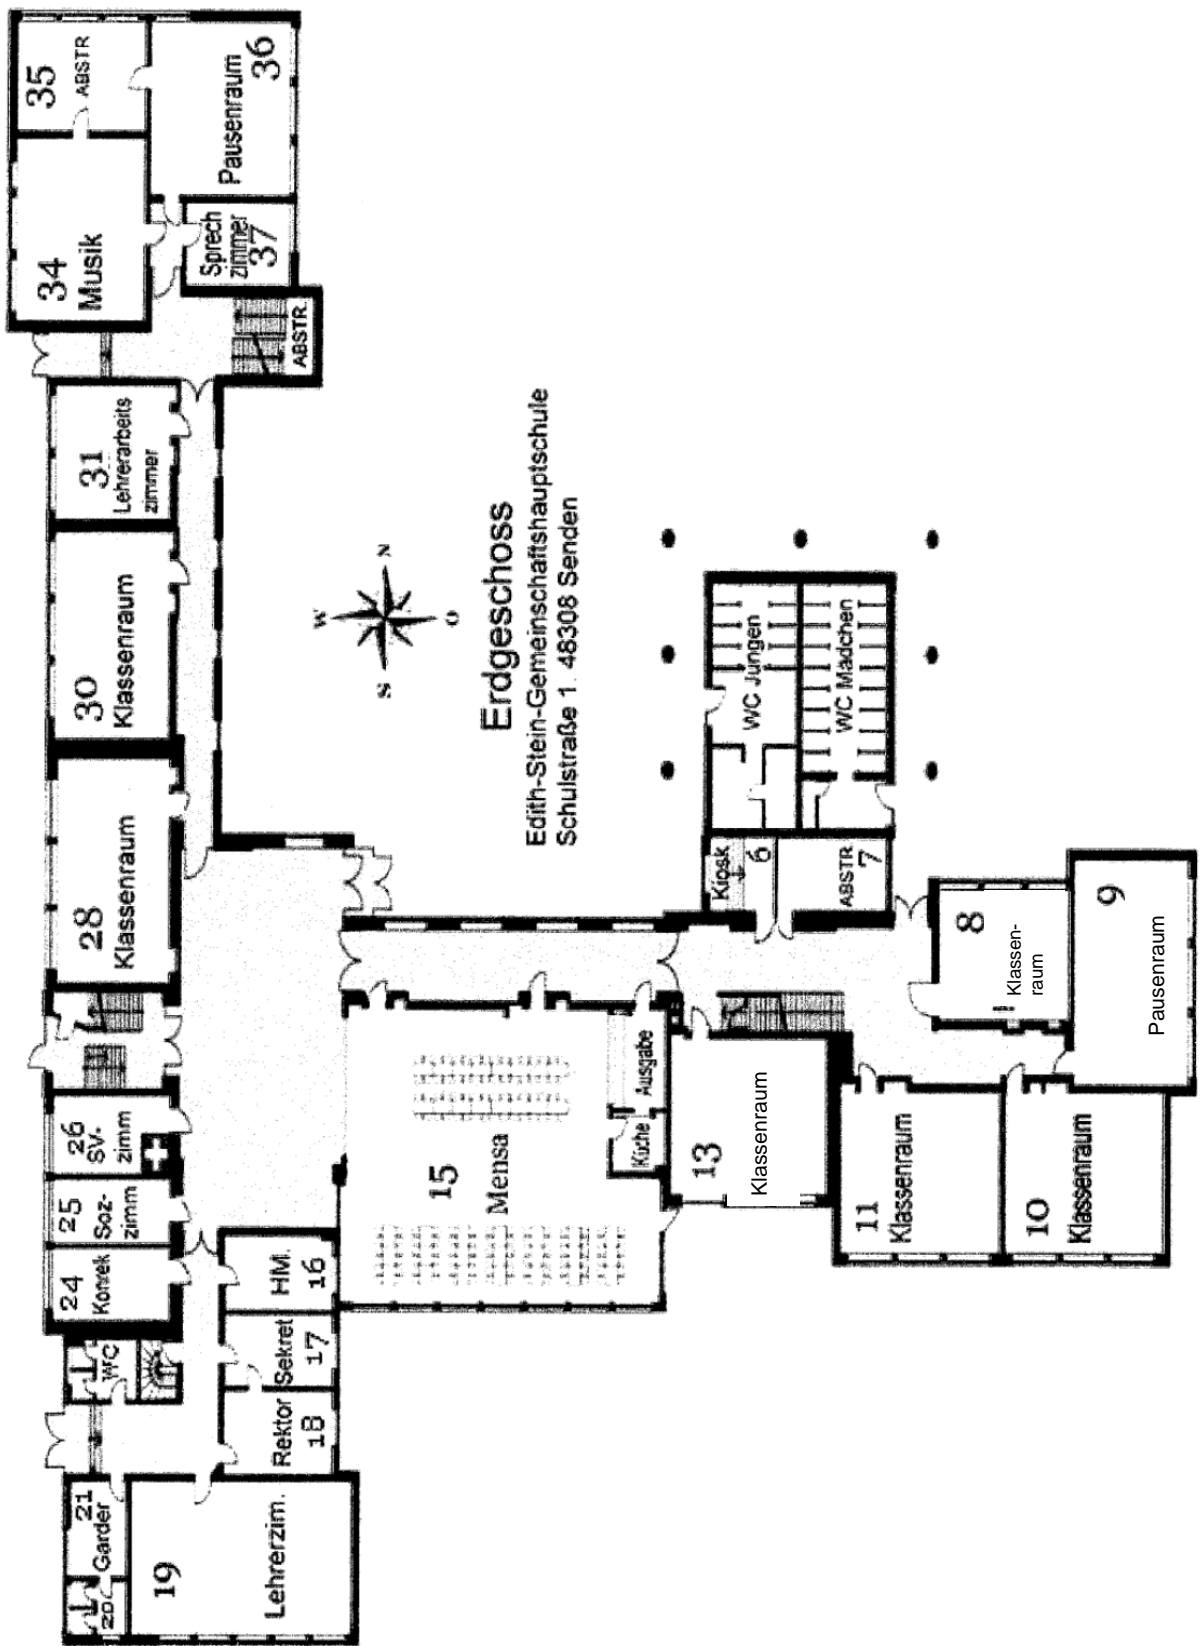 35
ABSTR
Pausenraum
36
34
Musik
Sprech
zimmer
37
ABSTR.
31
Lehrerarbeits
zimmer
30
Klassenraum
28
Klassenraum
W
N
S
O
Erdgeschoss
Edith-Stein-Gemeinschaftshauptschule
Schulstraße 1. 48308 Senden
WC Jungen
WC Mädchen
Kiosk
6
ABSTR
7
8
Klassen-
raum
9
Pausenraum
26
SV-
zimm
25
Soz-
zimm
24
15
Mensa
Ausgabe
Küche
13
Klassenraum
11
Klassenraum
10
Klassenraum
HM.
16
Sekret
17
Rektor
18
WC
21
Garder
20
19
Lehrerzim.